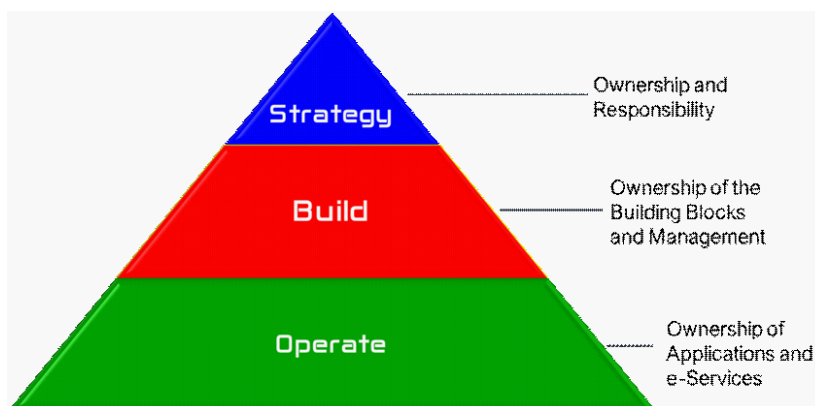 Strategy
Ownership and
Responsibility
Build
Ownership of the
Building Blocks
and Management
Operate
Ownership of
Applications and
e-Services